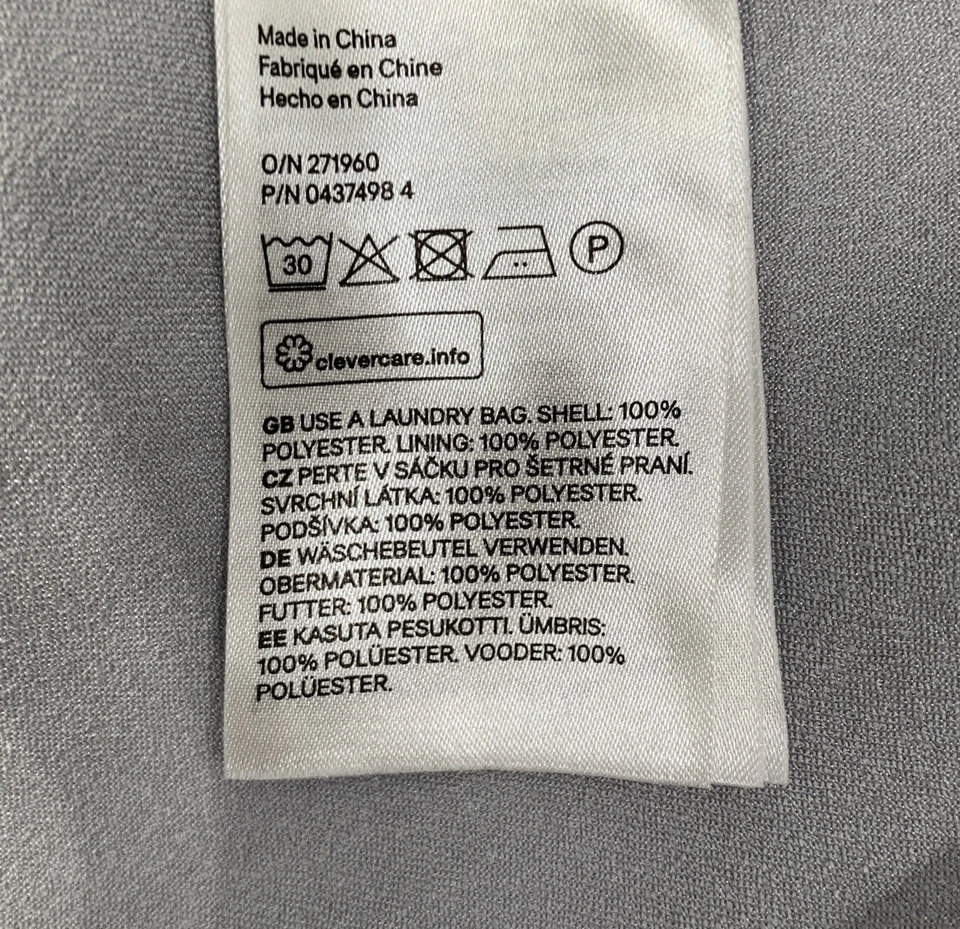 Made in China
Fabriqué en Chine
Hecho en China
O/N 271960
P/N 0437498 4
30 P
clevercare.info
GB USE A LAUNDRY BAG. SHELL: 100%
POLYESTER. LINING: 100% POLYESTER.
CZ PERTE V SÁČKU PRO ŠETRNÉ PRANÍ.
SVRCHNÍ LÁTKA: 100% POLYESTER.
PODŠÍVKA: 100% POLYESTER.
DE WÄSCHEBEUTEL VERWENDEN.
OBERMATERIAL: 100% POLYESTER.
FUTTER: 100% POLYESTER.
EE KASUTA PESUKOTTI. ÜMBRIS:
100% POLÜESTER. VOODER: 100%
POLÜESTER.